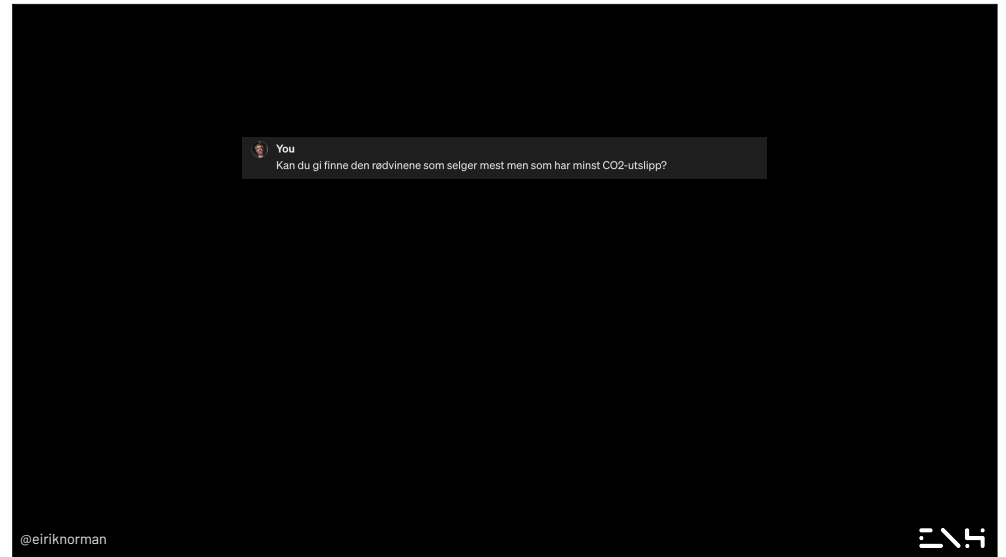 You
Kan du gi finne den rødvinene som selger mest men som har minst CO2-utslipp?
@eiriknorman